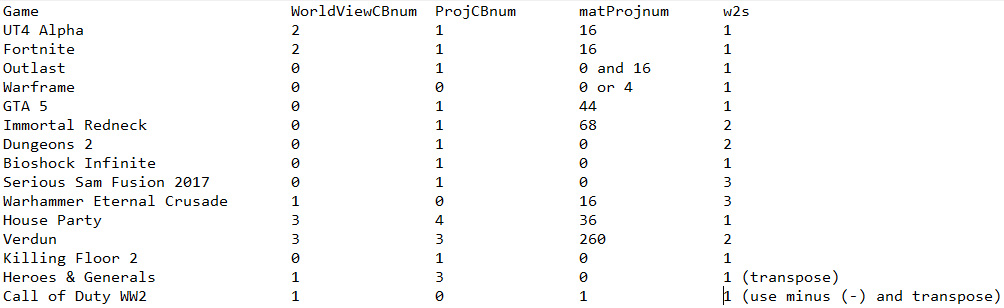 Game WorldViewCBnum ProjCBnum matProjnum w2s
UT4 Alpha 2 1 16 1
Fortnite 2 1 16 1
Outlast 0 1 0 and 16 1
Warframe 0 0 0 or 4 1
GTA 5 0 1 44 1
Immortal Redneck 0 1 68 2
Dungeons 2 0 1 0 2
Bioshock Infinite 0 1 0 1
Serious Sam Fusion 2017 0 1 0 3
Warhammer Eternal Crusade 1 0 16 3
House Party 3 4 36 1
Verdun 3 3 260 2
Killing Floor 2 0 1 0 1
Heroes & Generals 1 3 0 1 (transpose)
Call of Duty WW2 1 0 1 1 (use minus (-) and transpose)